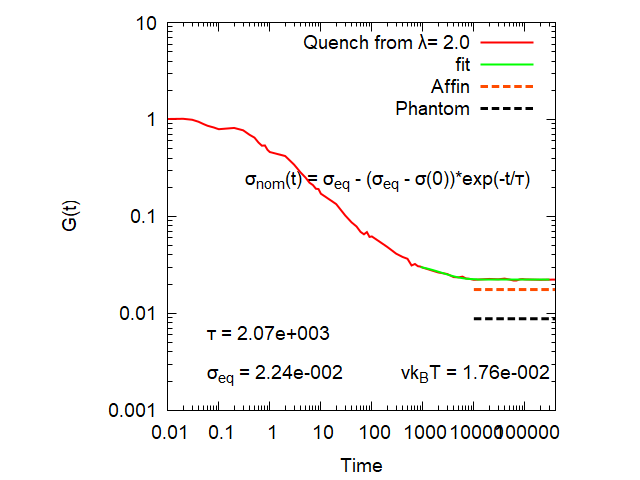 10
1
0.1
0.01
0.001
G(t)
Quench from λ= 2.0
fit
Affin
Phantom
σnom(t) = σeq - (σeq - σ(0))*exp(-t/τ)
τ = 2.07e+003
σeq = 2.24e-002
νkBT = 1.76e-002
0.01 0.1 1 10 100 1000 10000 100000
Time